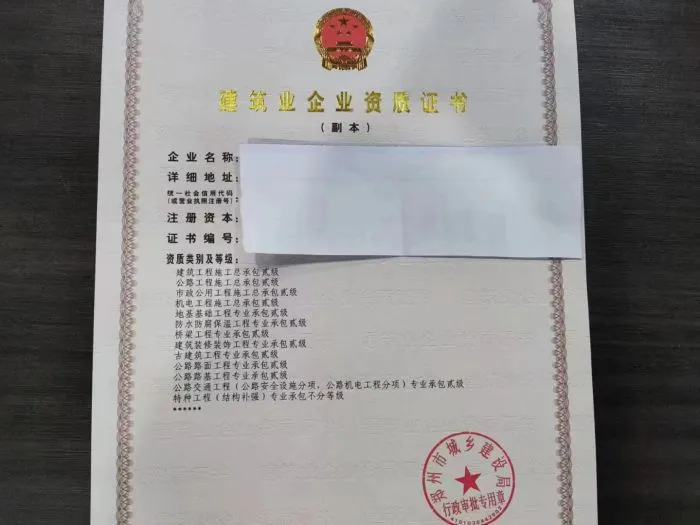 建筑业企业资质证书
(副本)
企业名称:
详细地址:
统一社会信用代码
(或营业执照注册号):
注册资本:
证书编号:
资质类别及等级:
建筑工程施工总承包贰级
公路工程施工总承包贰级
市政公用工程施工总承包贰级
机电工程施工总承包贰级
地基基础工程专业承包贰级
防水防腐保温工程专业承包贰级
桥梁工程专业承包贰级
建筑装修装饰工程专业承包贰级
古建筑工程专业承包贰级
公路路面工程专业承包贰级
公路路基工程专业承包贰级
公路交通工程(公路安全设施分项、公路机电工程分项)专业承包贰级
特种工程(结构补强)专业承包不分等级
******
郑州市城乡建设局
行政审批专用章